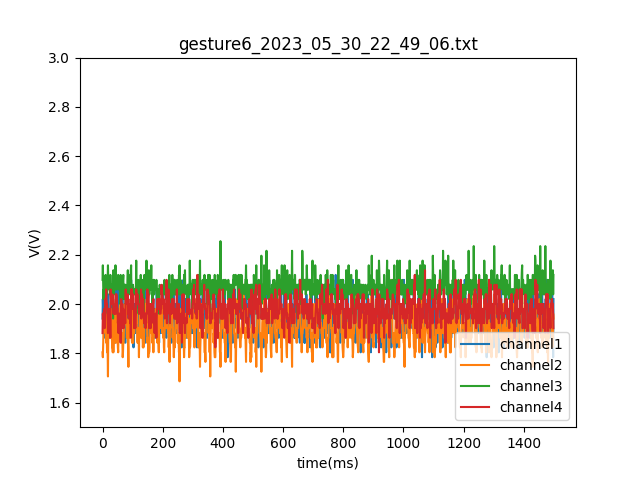 gesture6_2023_05_30_22_49_06.txt
3.0
2.8
2.6
2.4
2.2
2.0
1.8
1.6
V(V)
channel1
channel2
channel3
channel4
0 200 400 600 800 1000 1200 1400
time(ms)